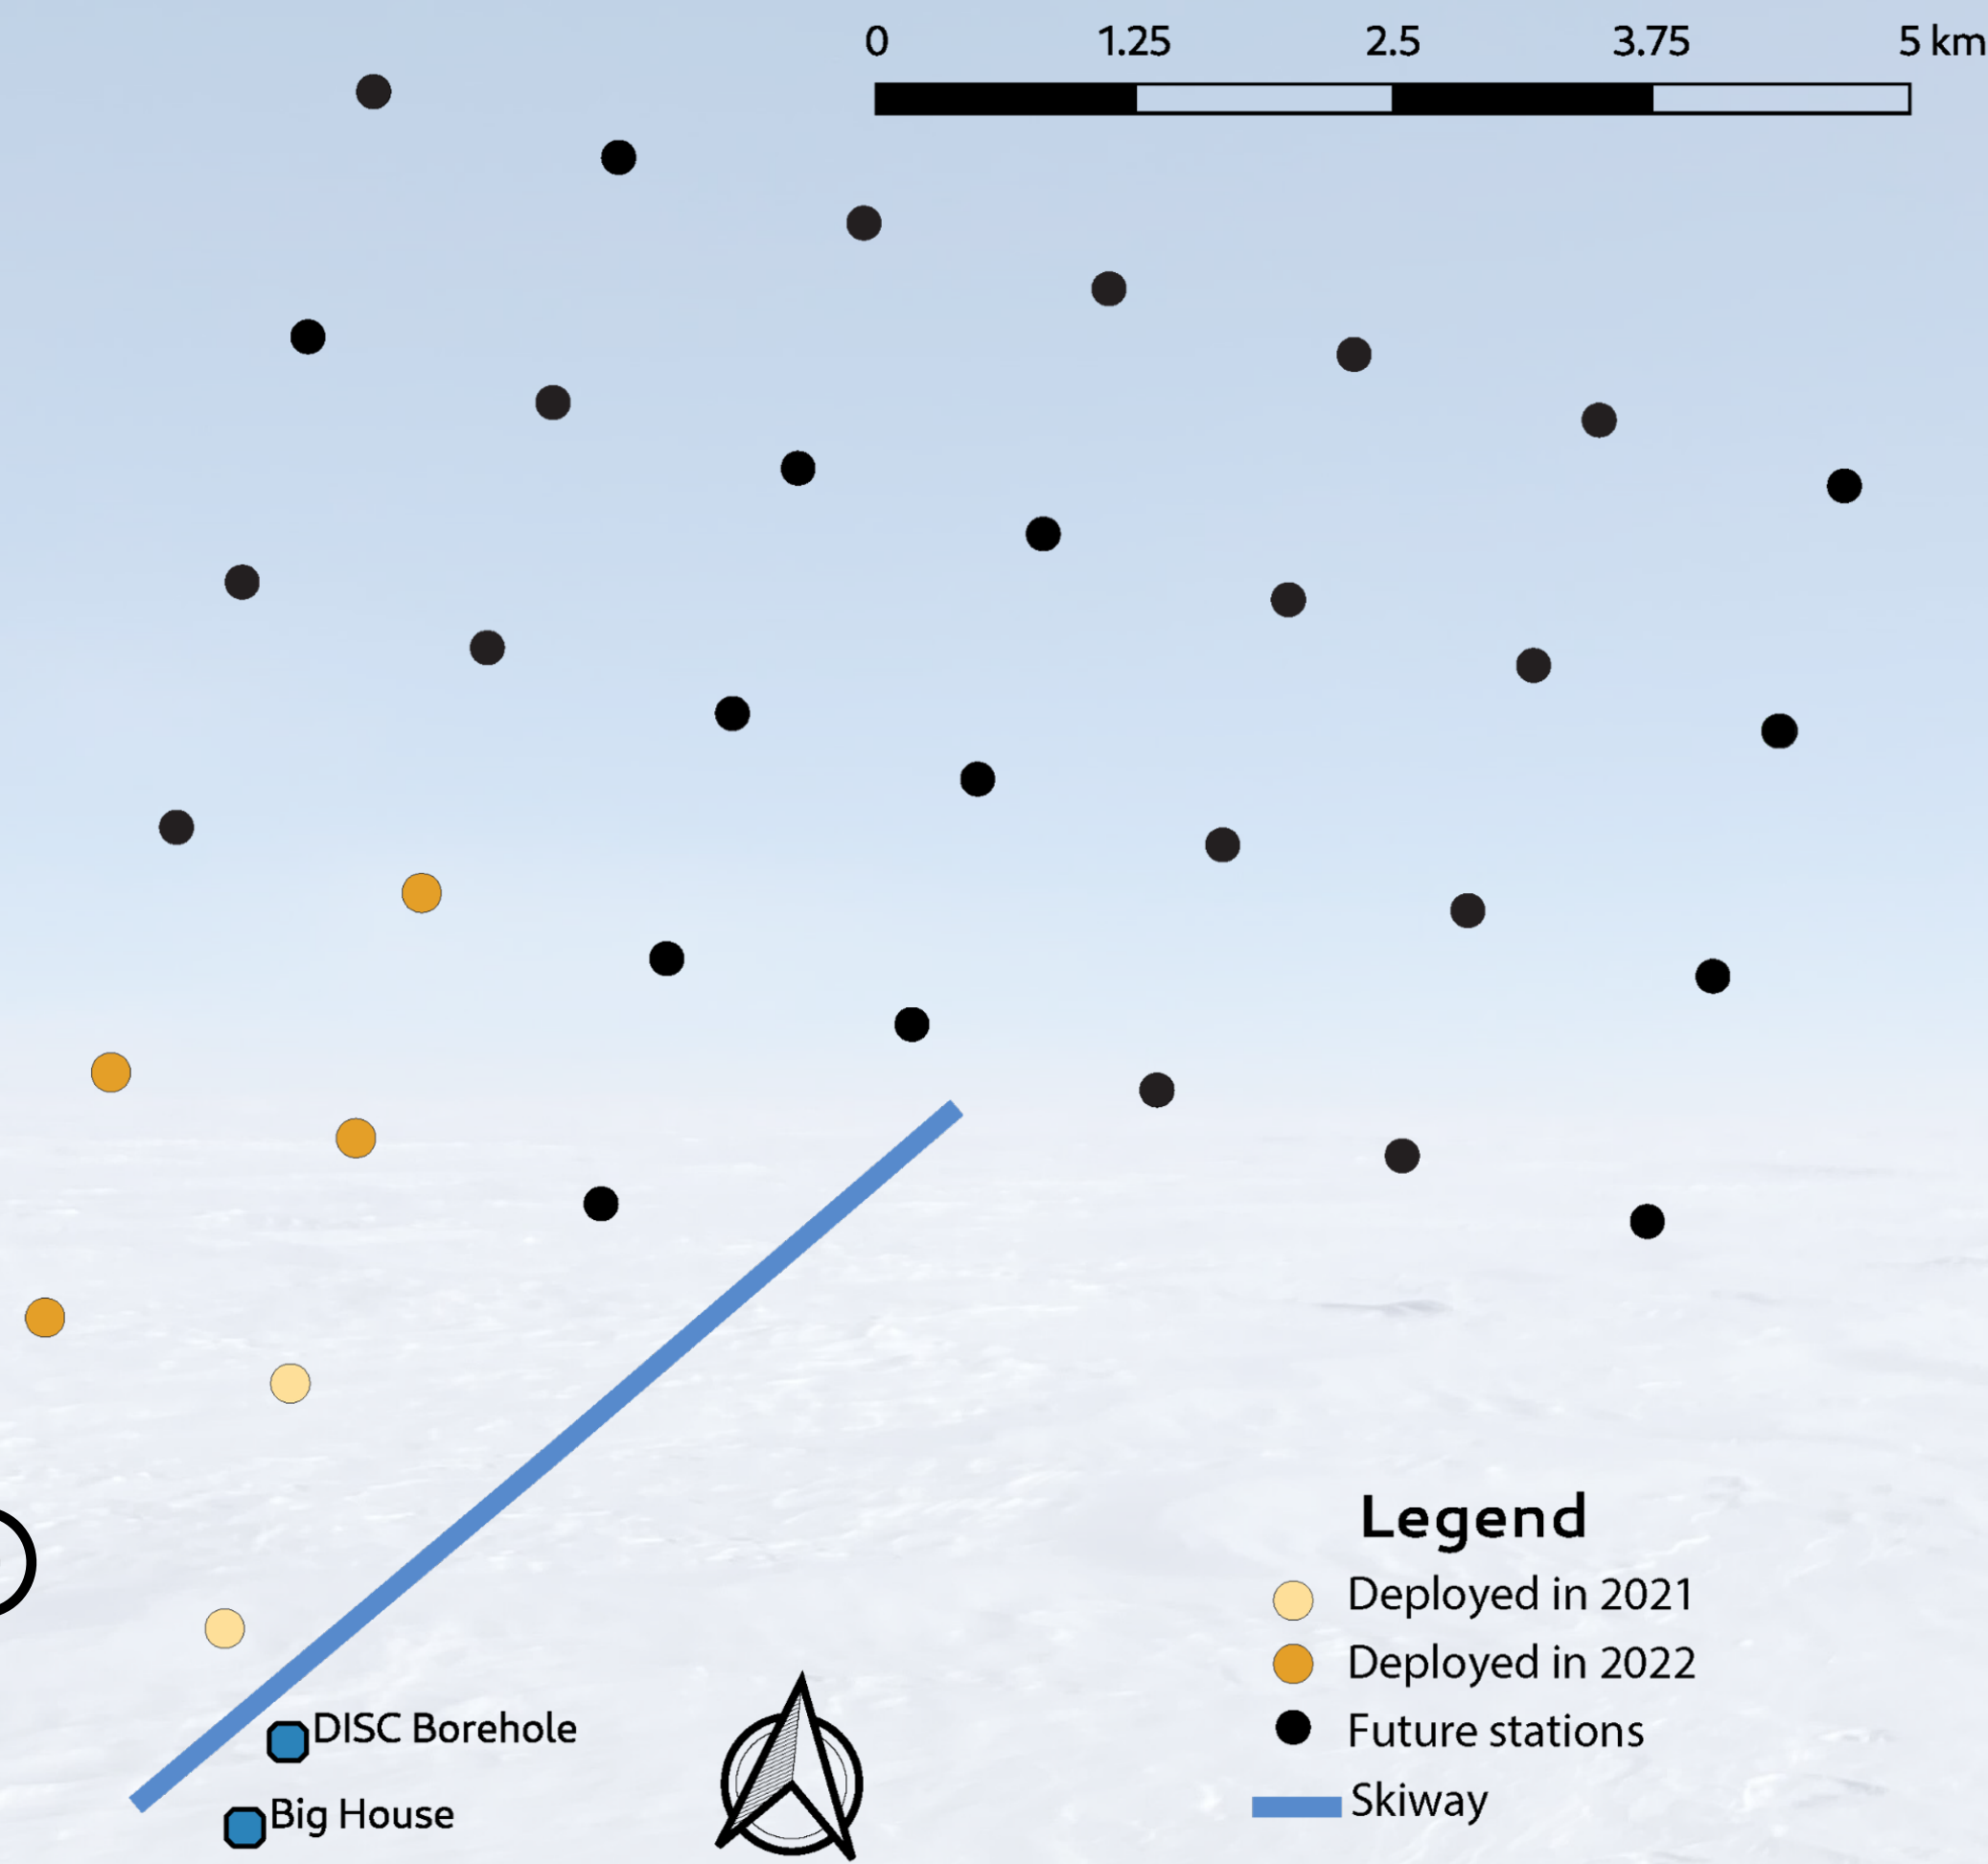 0 1.25 2.5 3.75 5 km
Legend
Deployed in 2021
Deployed in 2022
Future stations
Skiway
DISC Borehole
Big House